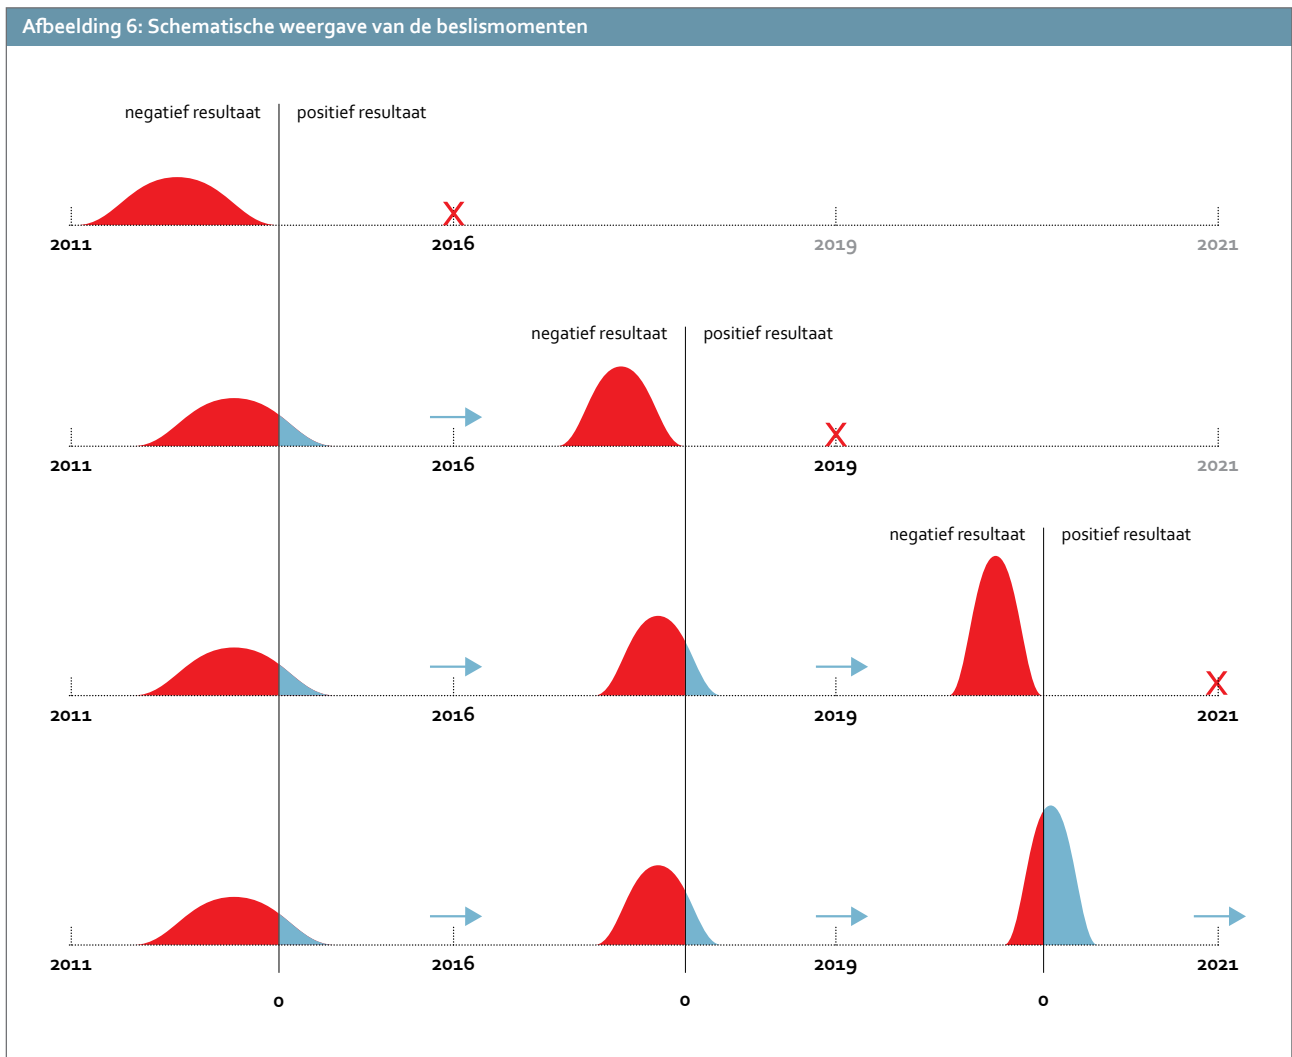 Afbeelding 6: Schematische weergave van de beslismomenten
negatief resultaat positief resultaat
X
2011 2016 2019 2021
negatief resultaat positief resultaat
X
2011 2016 2019 2021
negatief resultaat positief resultaat
X
2011 2016 2019 2021
2011 2016 2019 2021
0 0 0